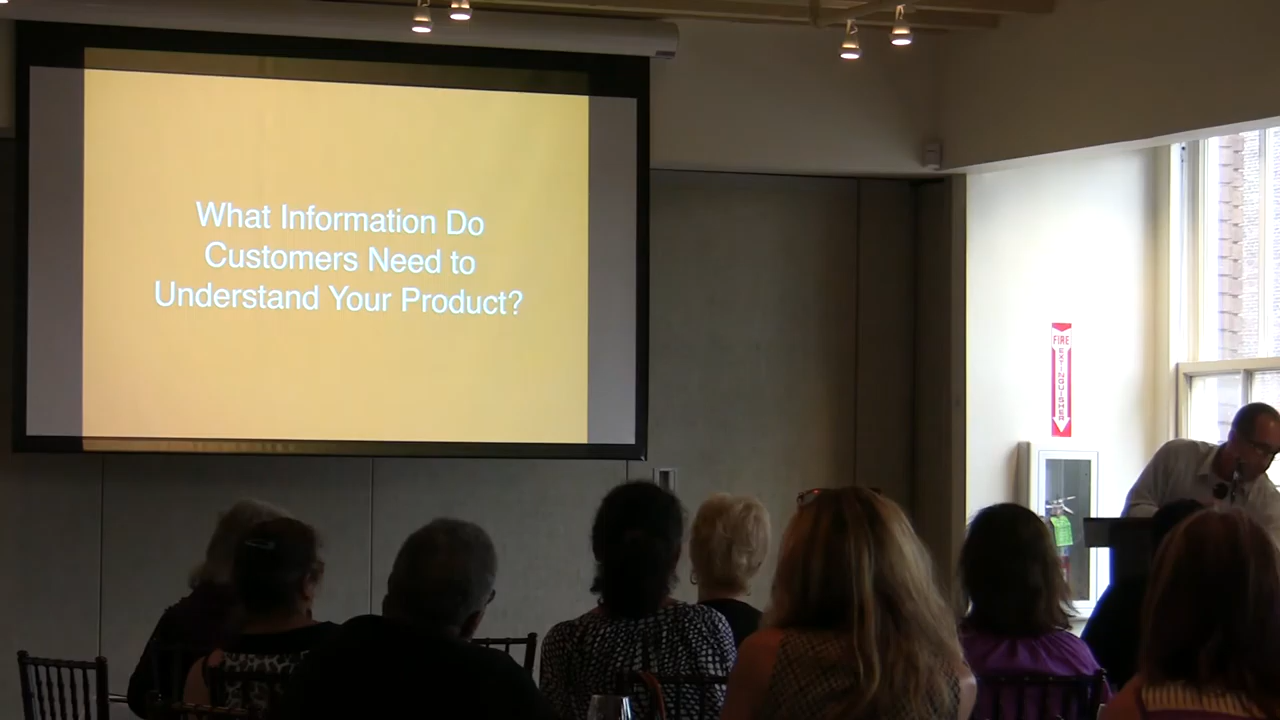 What Information Do
Customers Need to
Understand Your Product?
FIRE
EXTINGUISHER